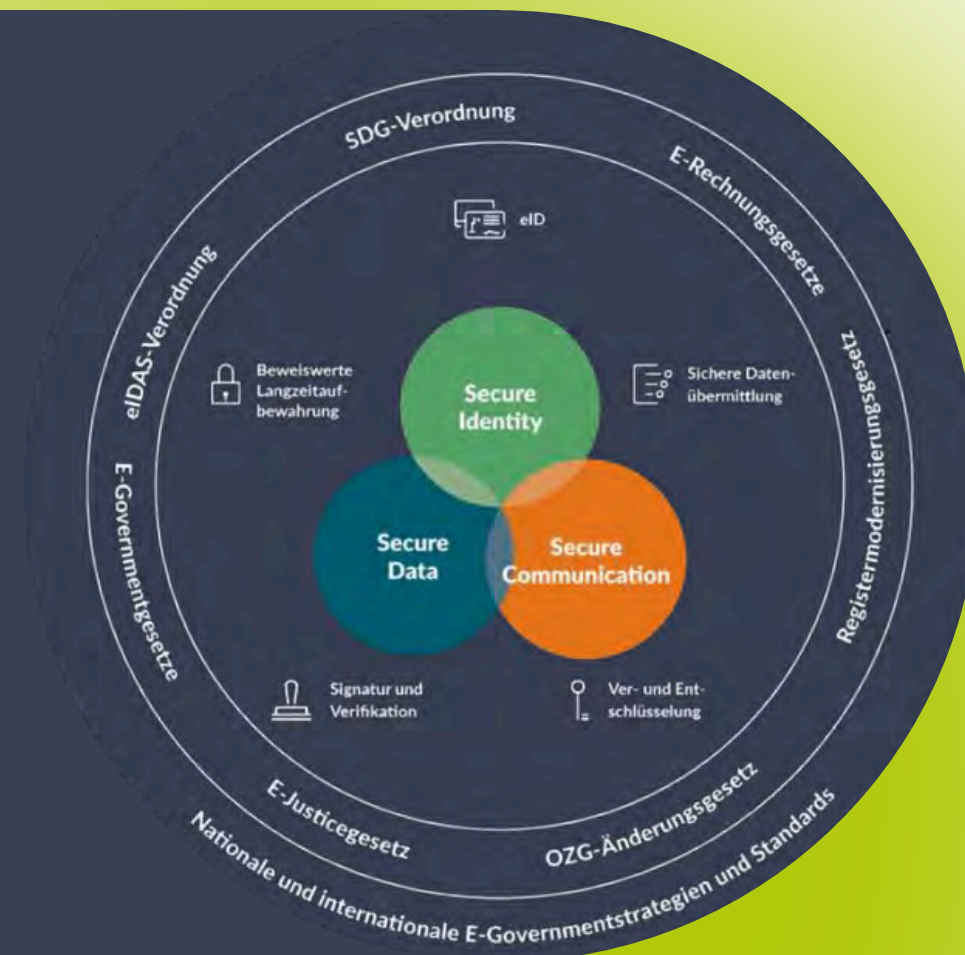 SDG-Verordnung
E-Rechnungsgesetze
eIDAS-Verordnung
Registermodernisierungsgesetz
E-Governmentgesetze
E-Justicegesetz
OZG-Änderungsgesetz
Nationale und internationale E-Governmentstrategien und Standards
eID
Beweiswerte
Langzeitauf-
bewahrung
Sichere Daten-
übermittlung
Secure
Identity
Secure
Data
Secure
Communication
Signatur und
Verifikation
Ver- und Ent-
schlüsselung